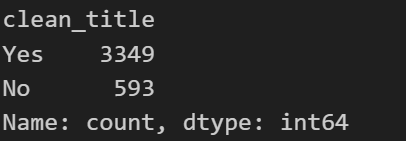 clean_title
Yes    3349
No      593
Name: count, dtype: int64